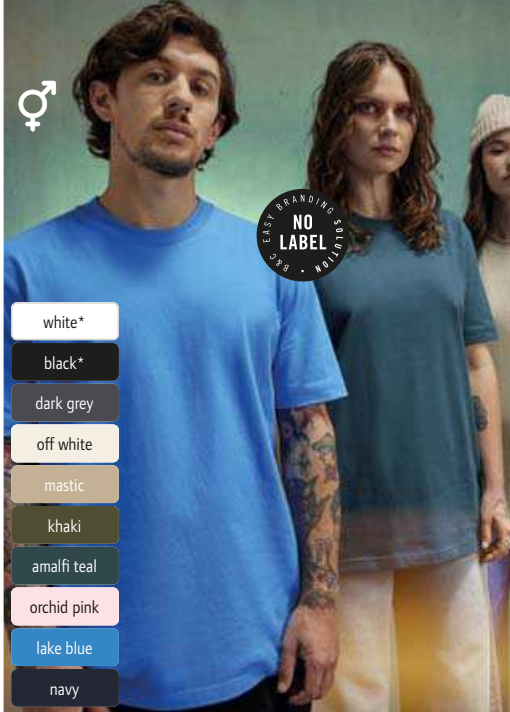 B&C EASY BRANDING SOLUTION •
NO
LABEL
white*
black*
dark grey
off white
mastic
khaki
amalfi teal
orchid pink
lake blue
navy